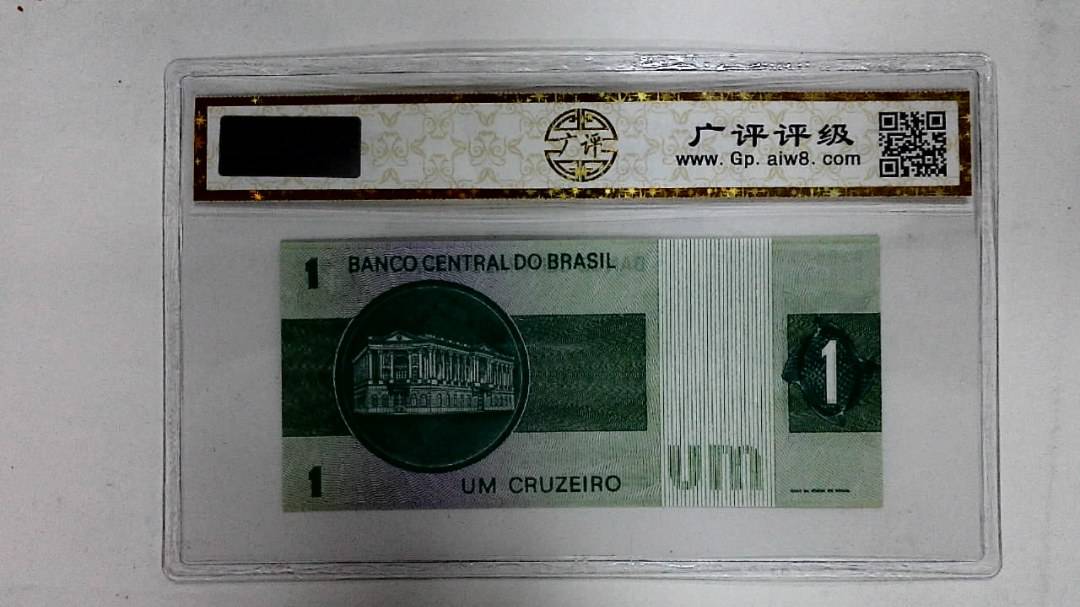 广评
广评评级
www.Gp.aiw8.com
1
BANCO CENTRAL DO BRASIL
1
1
UM CRUZEIRO
um